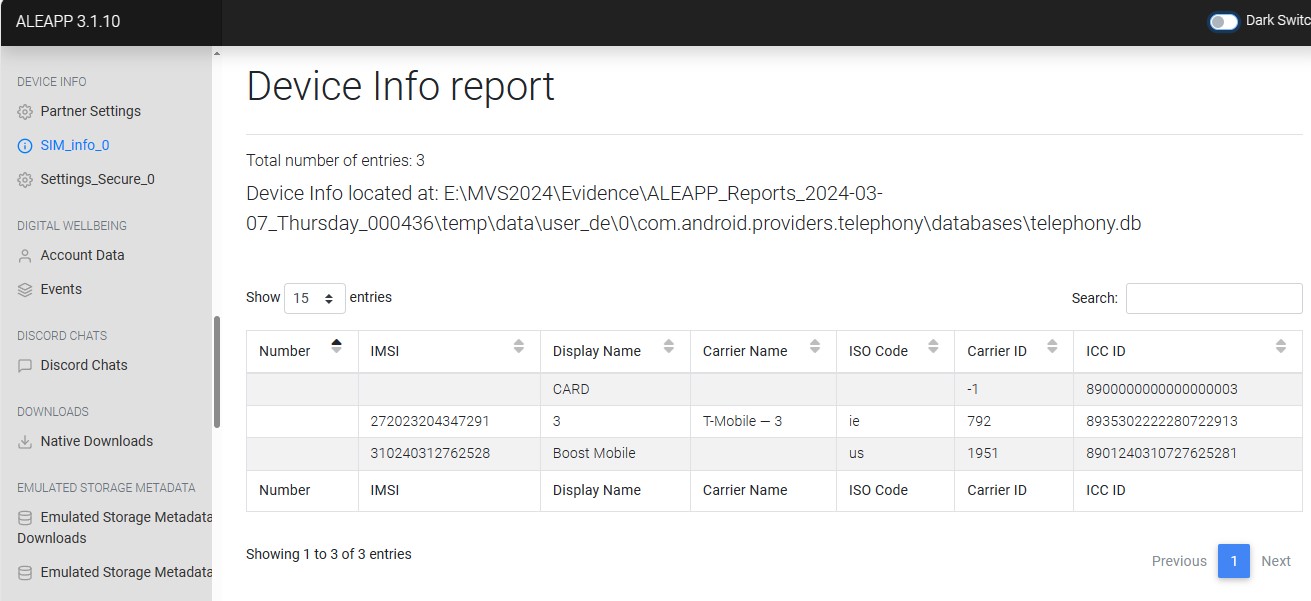 ALEAPP 3.1.10
Dark Switc
DEVICE INFO
Partner Settings
SIM_info_0
Settings_Secure_0
DIGITAL WELLBEING
Account Data
Events
DISCORD CHATS
Discord Chats
DOWNLOADS
Native Downloads
EMULATED STORAGE METADATA
Emulated Storage Metadata
Downloads
Emulated Storage Metadata
Device Info report
Total number of entries: 3
Device Info located at: E:\MVS2024\Evidence\ALEAPP_Reports_2024-03-
07_Thursday_000436\temp\data\user_de\0\com.android.providers.telephony\databases\telephony.db
Show 15 entries
Search:
Number IMSI Display Name Carrier Name ISO Code Carrier ID ICC ID
CARD -1 8900000000000000003
272023204347291 3 T-Mobile — 3 ie 792 8935302222280722913
310240312762528 Boost Mobile us 1951 8901240310727625281
Number IMSI Display Name Carrier Name ISO Code Carrier ID ICC ID
Showing 1 to 3 of 3 entries
Previous 1 Next